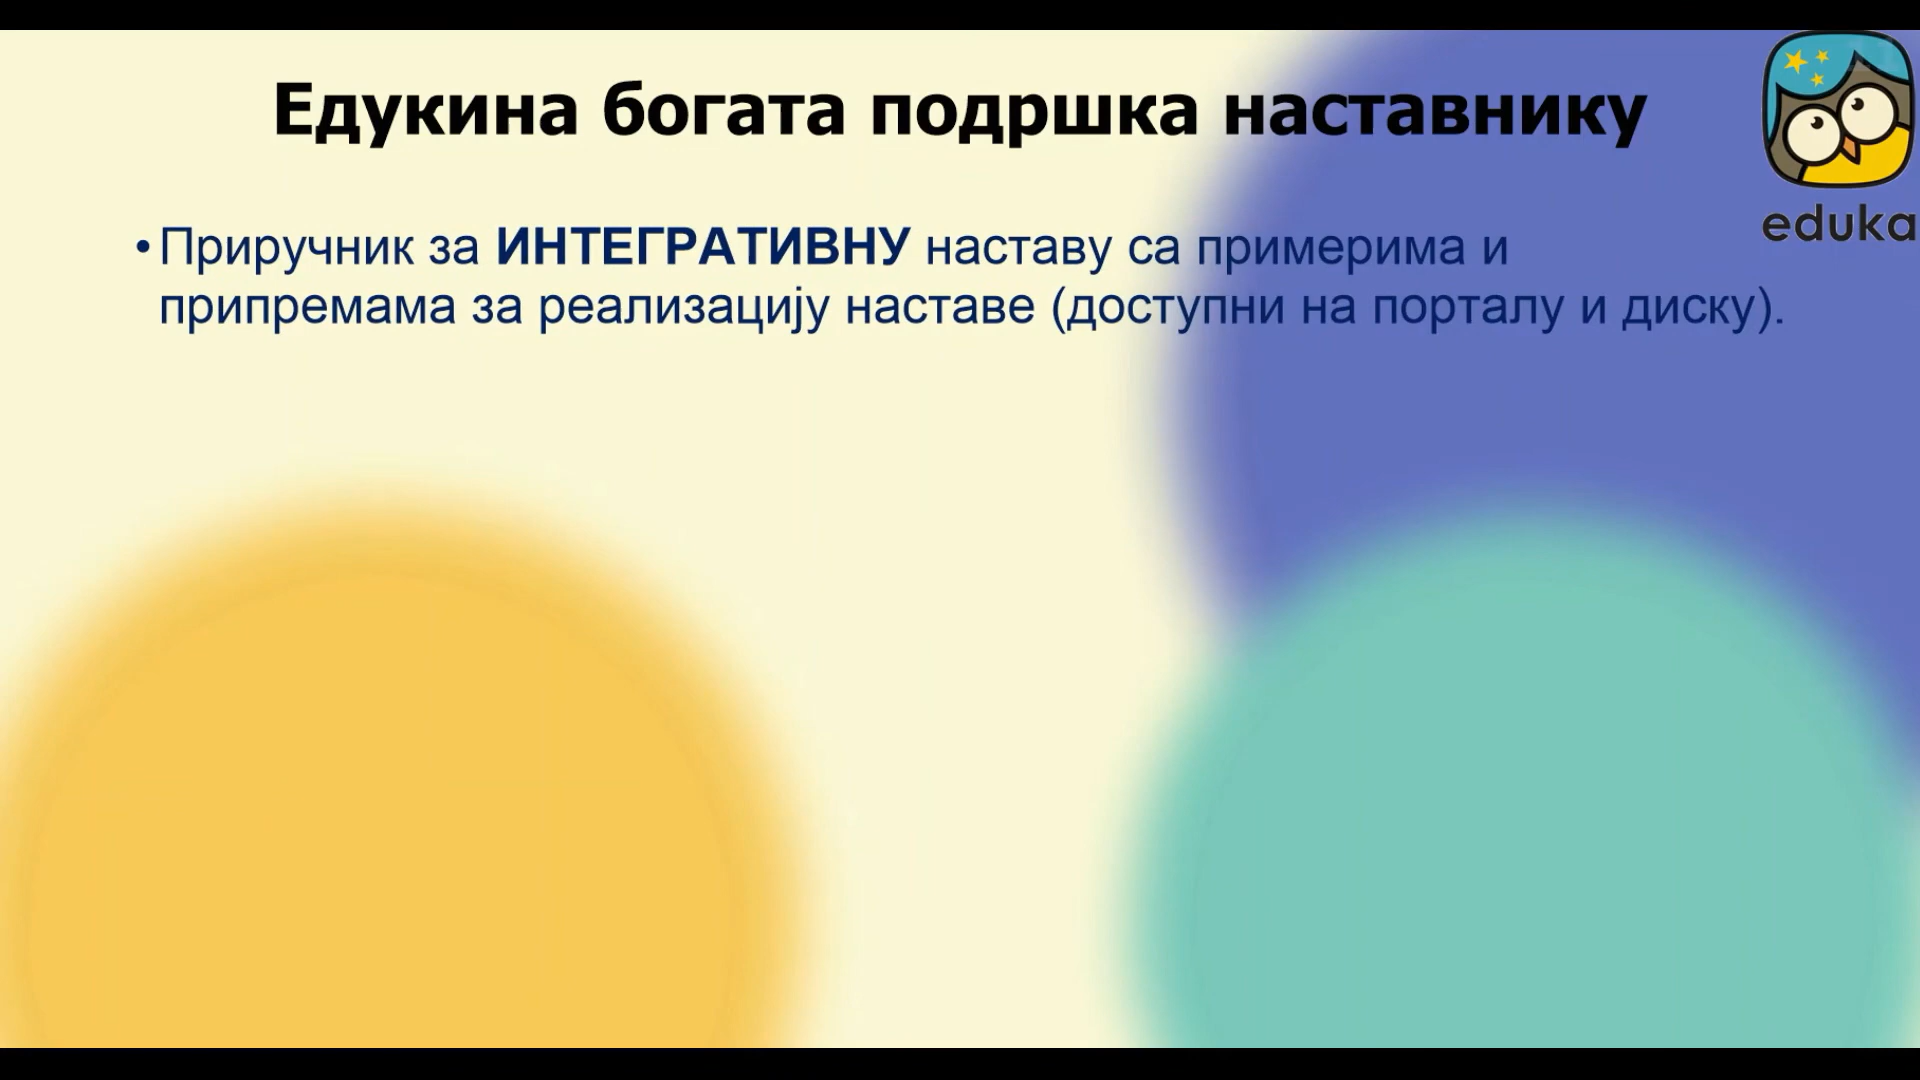 Едукина богата подршка наставнику
eduka
• Приручник за ИНТЕГРАТИВНУ наставу са примерима и
припремама за реализацију наставе (доступни на порталу и диску).